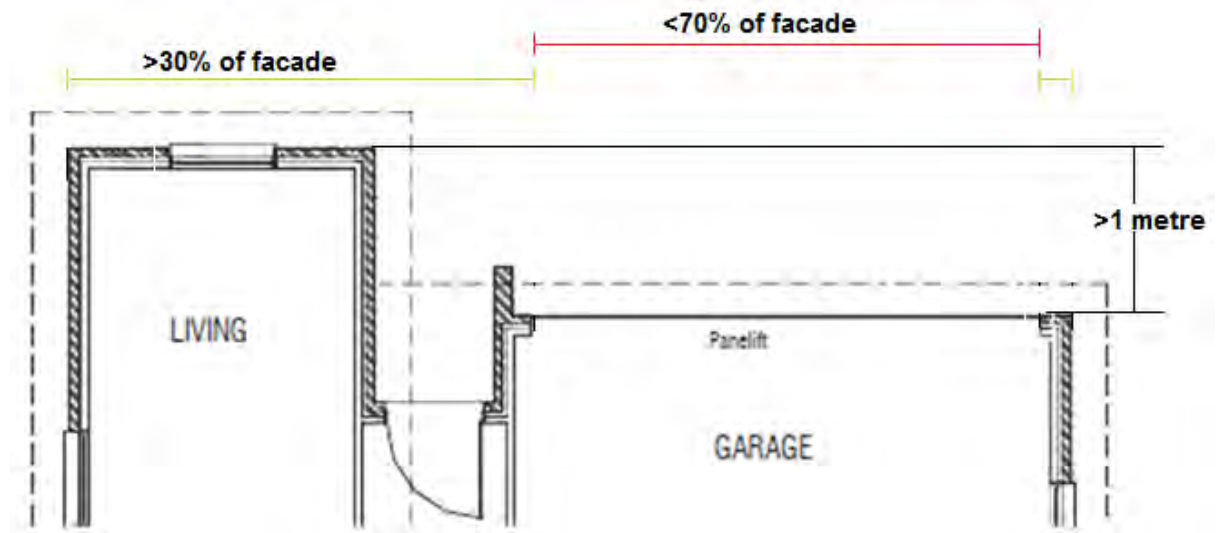 <70% of facade
>30% of facade
>1 metre
LIVING
Panelift
GARAGE